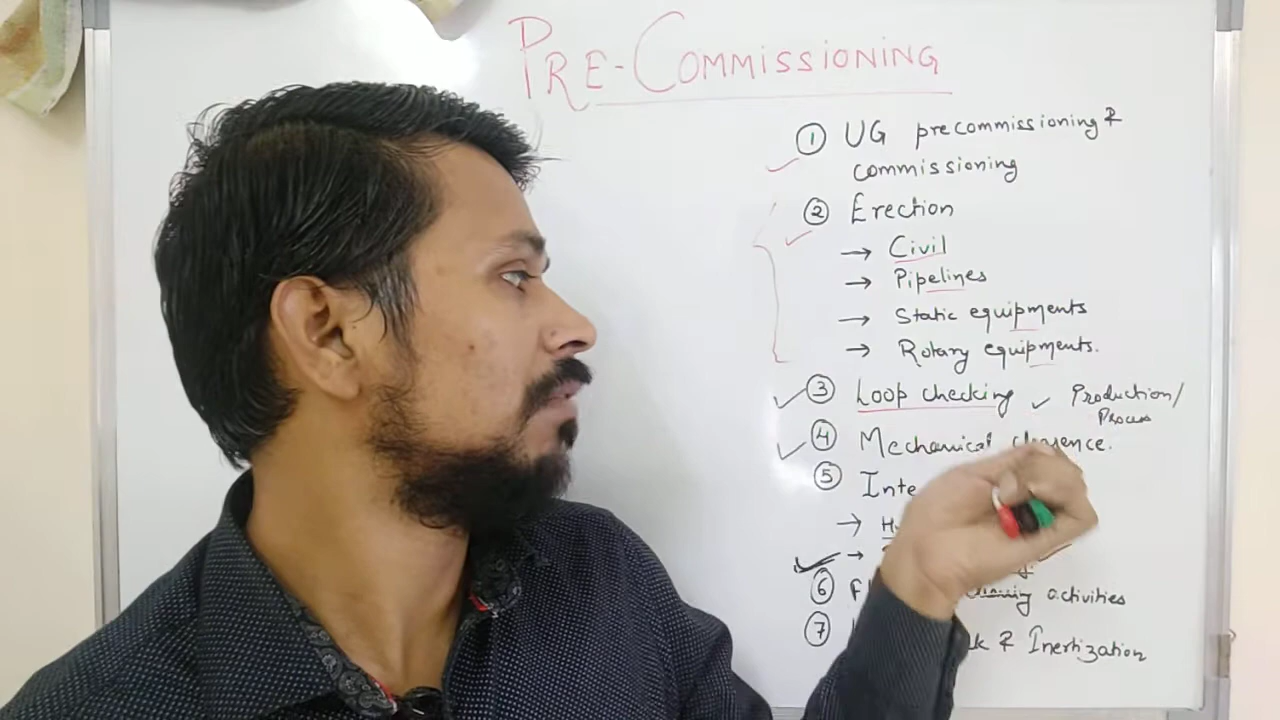 PRE-COMMISSIONING
① UG precommissioning &
commissioning
② Erection
→ Civil
→ Pipelines
→ Static equipments
→ Rotary equipments.
③ Loop checking ✓ Production/
Process
④ Mechanical
⑤
→
→
⑥ activities
⑦ & Inertization